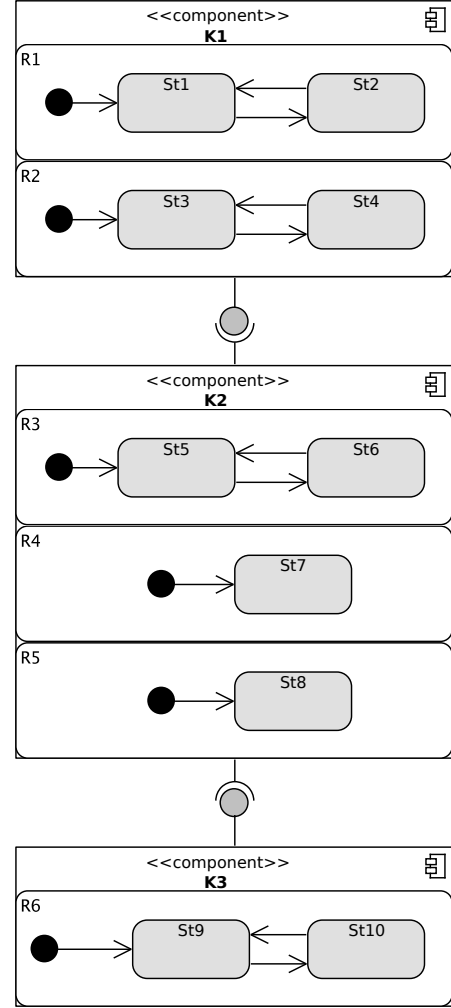 <<component>>
K1
R1
St1
St2
R2
St3
St4
<<component>>
K2
R3
St5
St6
R4
St7
R5
St8
<<component>>
K3
R6
St9
St10